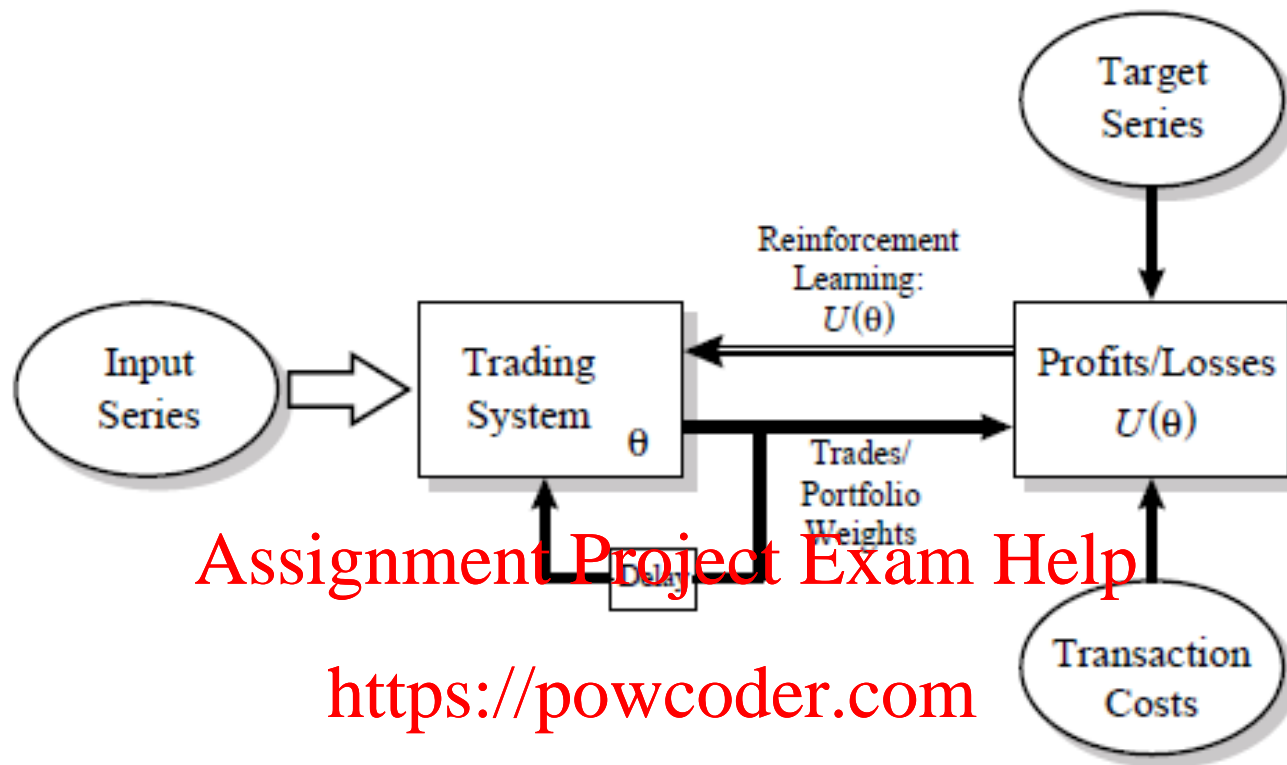 Target
Series
Reinforcement
Learning:
U(θ)
Input
Series
Trading
System
θ
Profits/Losses
U(θ)
Trades/
Portfolio
Weights
Delay
Assignment Project Exam Help
https://powcoder.com
Transaction
Costs